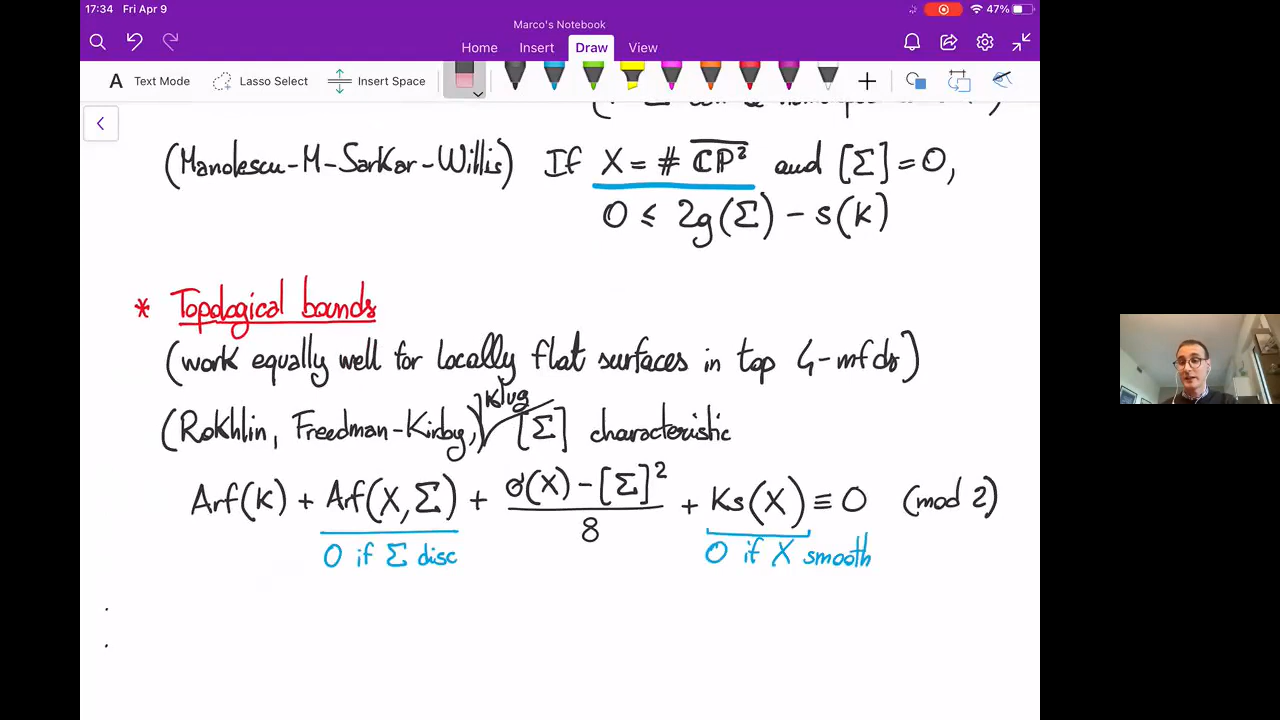 17:34 Fri Apr 9 47%
Marco's Notebook
Home Insert Draw View
A Text Mode Lasso Select Insert Space
(Manolescu-M-Sarkar-Willis) If X = # \overline{ℂℙ²} and [Σ] = 0,
0 ≤ 2g(Σ) - s(K)
* Topological bounds
(work equally well for locally flat surfaces in top 4-mfds)
Klug
(Rokhlin, Freedman-Kirby,) [Σ] characteristic
Arf(K) + Arf(X,Σ) + \frac{σ(X) - [Σ]²}{8} + Ks(X) ≡ 0 (mod 2)
0 if Σ disc 0 if X smooth